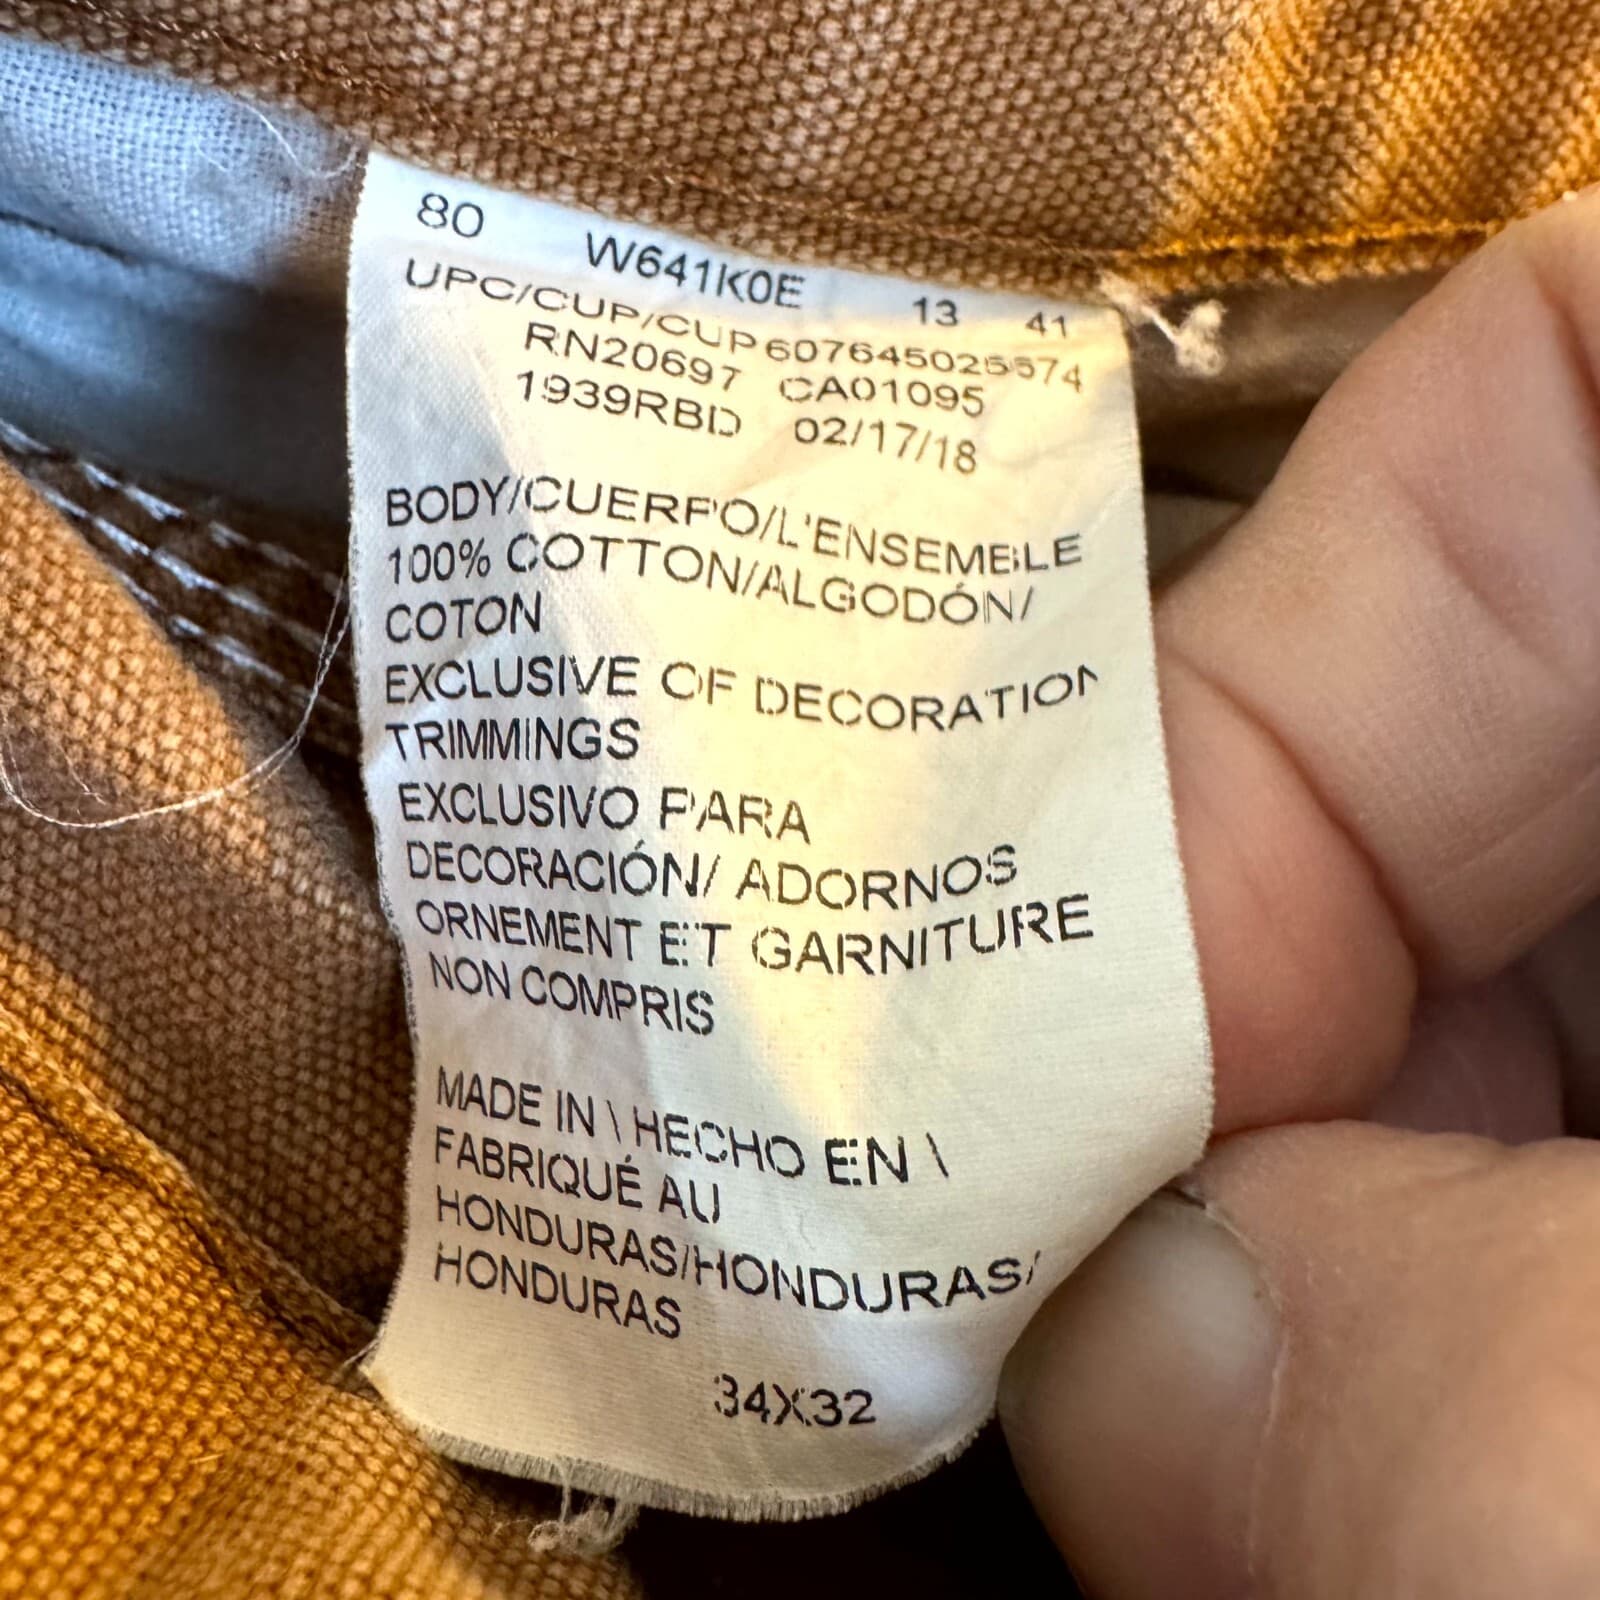 80 W641K0E 13 41
UPC/CUP/CUP 607645025574
RN20697 CA01095
1939RBD 02/17/18
BODY/CUERPO/L'ENSEMBLE
100% COTTON/ALGODÓN/
COTON
EXCLUSIVE OF DECORATION
TRIMMINGS
EXCLUSIVO PARA
DECORACIÓN/ ADORNOS
ORNEMENT ET GARNITURE
NON COMPRIS
MADE IN \ HECHO EN \
FABRIQUÉ AU
HONDURAS/HONDURAS/
HONDURAS
34X32